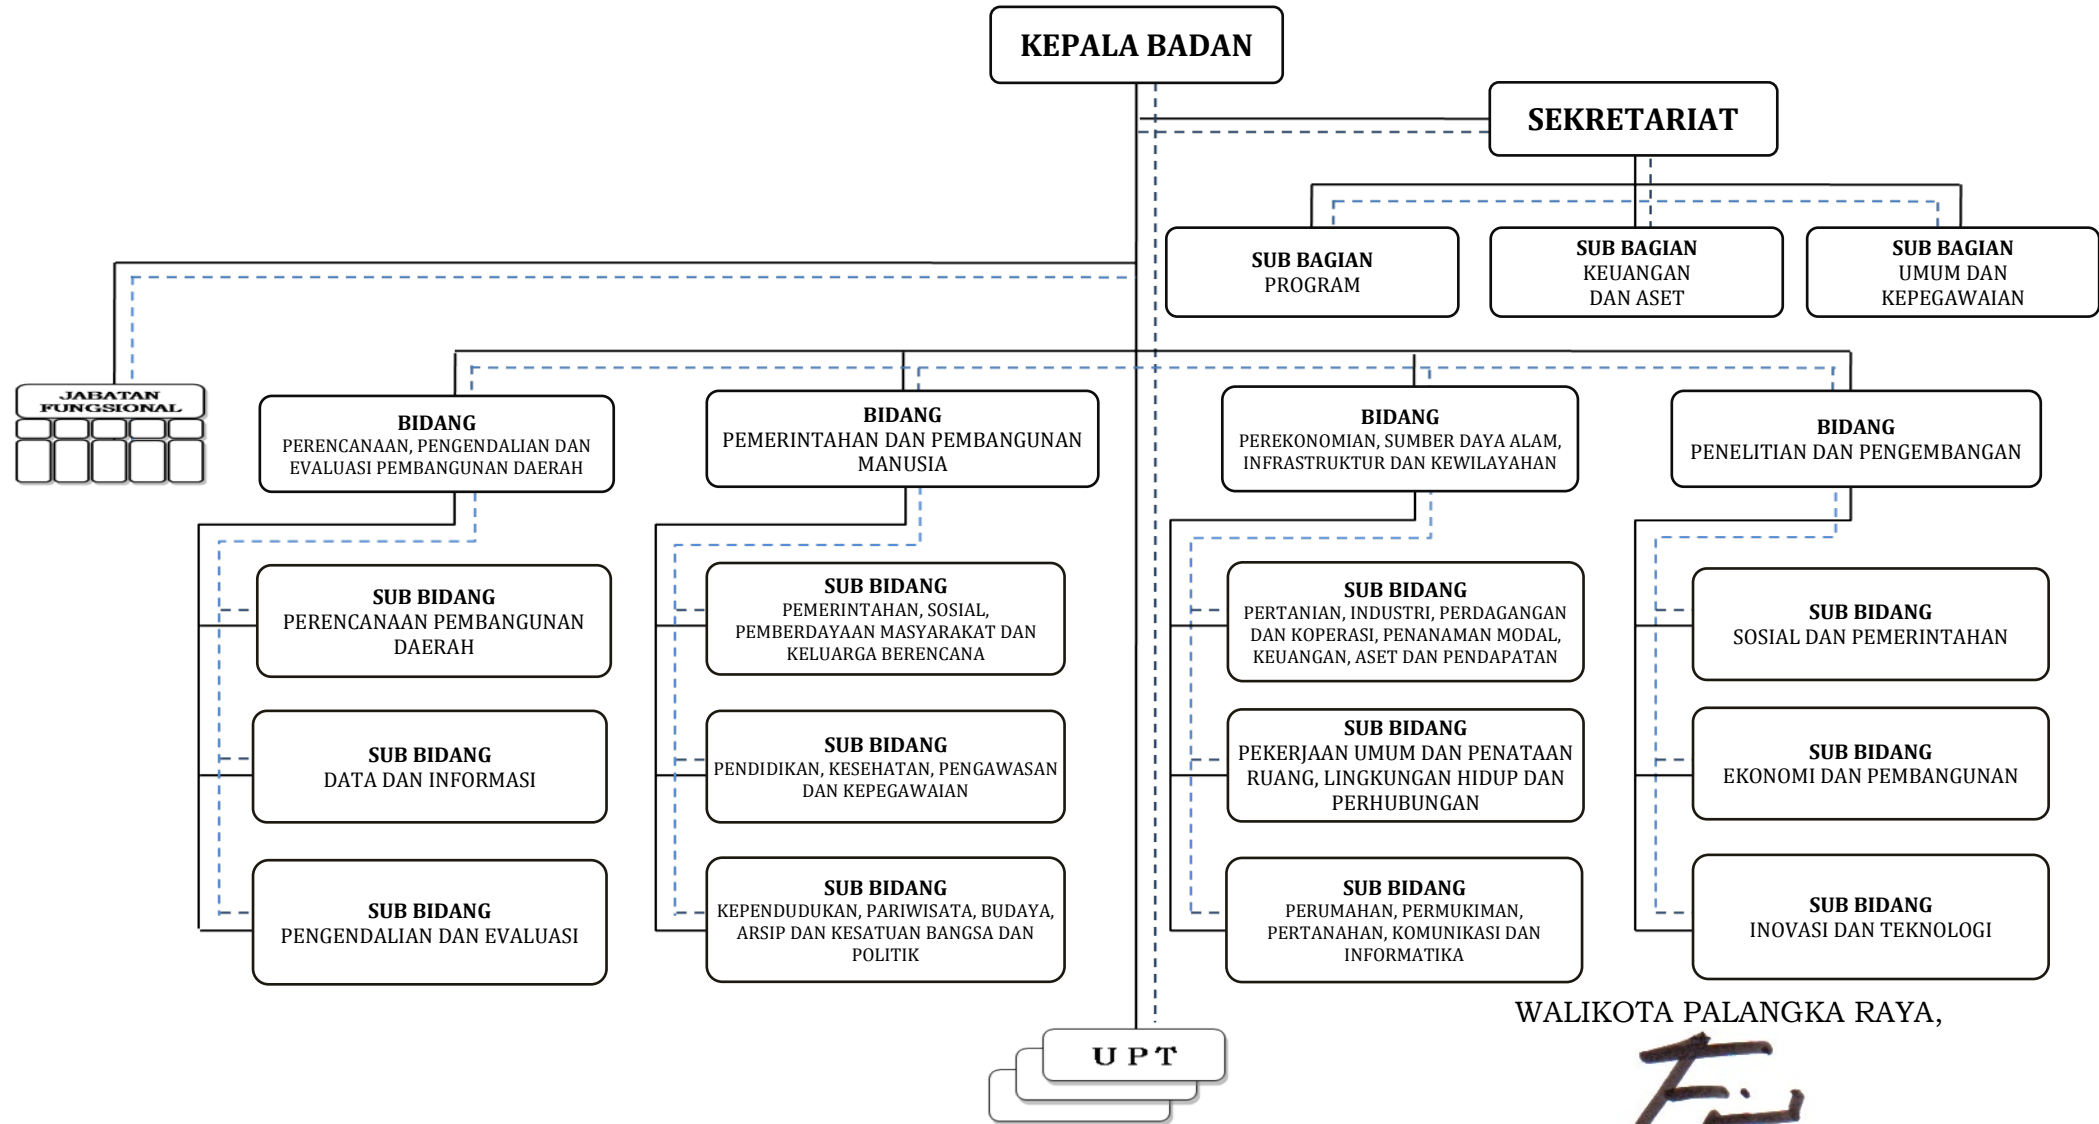 KEPALA BADAN
SEKRETARIAT
SUB BAGIAN
PROGRAM
SUB BAGIAN
KEUANGAN
DAN ASET
SUB BAGIAN
UMUM DAN
KEPEGAWAIAN
JABATAN
FUNGSIONAL
BIDANG
PERENCANAAN, PENGENDALIAN DAN
EVALUASI PEMBANGUNAN DAERAH
BIDANG
PEMERINTAHAN DAN PEMBANGUNAN
MANUSIA
BIDANG
PEREKONOMIAN, SUMBER DAYA ALAM,
INFRASTRUKTUR DAN KEWILAYAHAN
BIDANG
PENELITIAN DAN PENGEMBANGAN
SUB BIDANG
PERENCANAAN PEMBANGUNAN
DAERAH
SUB BIDANG
PEMERINTAHAN, SOSIAL,
PEMBERDAYAAN MASYARAKAT DAN
KELUARGA BERENCANA
SUB BIDANG
PERTANIAN, INDUSTRI, PERDAGANGAN
DAN KOPERASI, PENANAMAN MODAL,
KEUANGAN, ASET DAN PENDAPATAN
SUB BIDANG
SOSIAL DAN PEMERINTAHAN
SUB BIDANG
DATA DAN INFORMASI
SUB BIDANG
PENDIDIKAN, KESEHATAN, PENGAWASAN
DAN KEPEGAWAIAN
SUB BIDANG
PEKERJAAN UMUM DAN PENATAAN
RUANG, LINGKUNGAN HIDUP DAN
PERHUBUNGAN
SUB BIDANG
EKONOMI DAN PEMBANGUNAN
SUB BIDANG
PENGENDALIAN DAN EVALUASI
SUB BIDANG
KEPENDUDUKAN, PARIWISATA, BUDAYA,
ARSIP DAN KESATUAN BANGSA DAN
POLITIK
SUB BIDANG
PERUMAHAN, PERMUKIMAN,
PERTANAHAN, KOMUNIKASI DAN
INFORMATIKA
SUB BIDANG
INOVASI DAN TEKNOLOGI
WALIKOTA PALANGKA RAYA,
U P T